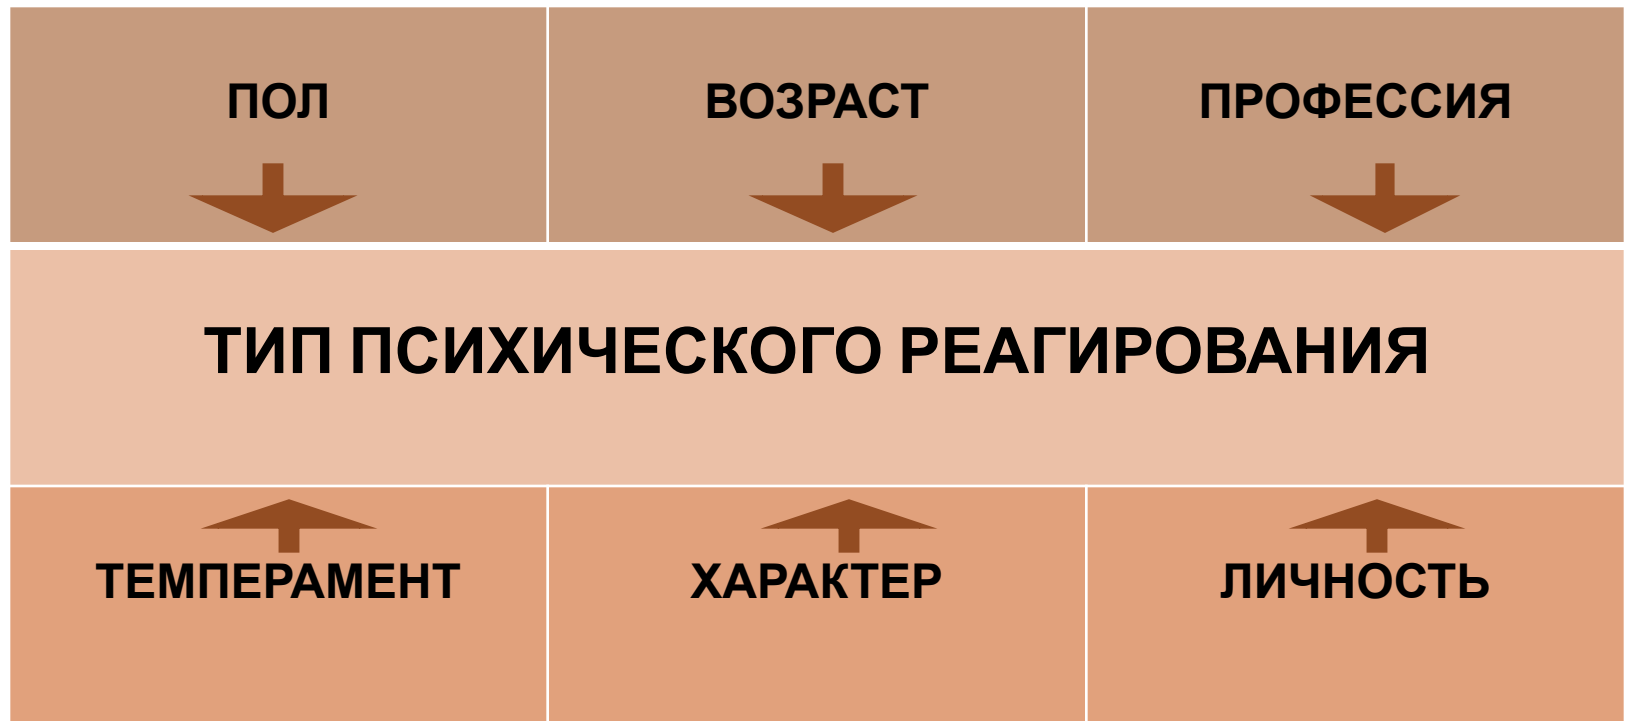 ПОЛ
ВОЗРАСТ
ПРОФЕССИЯ
ТИП ПСИХИЧЕСКОГО РЕАГИРОВАНИЯ
ТЕМПЕРАМЕНТ
ХАРАКТЕР
ЛИЧНОСТЬ